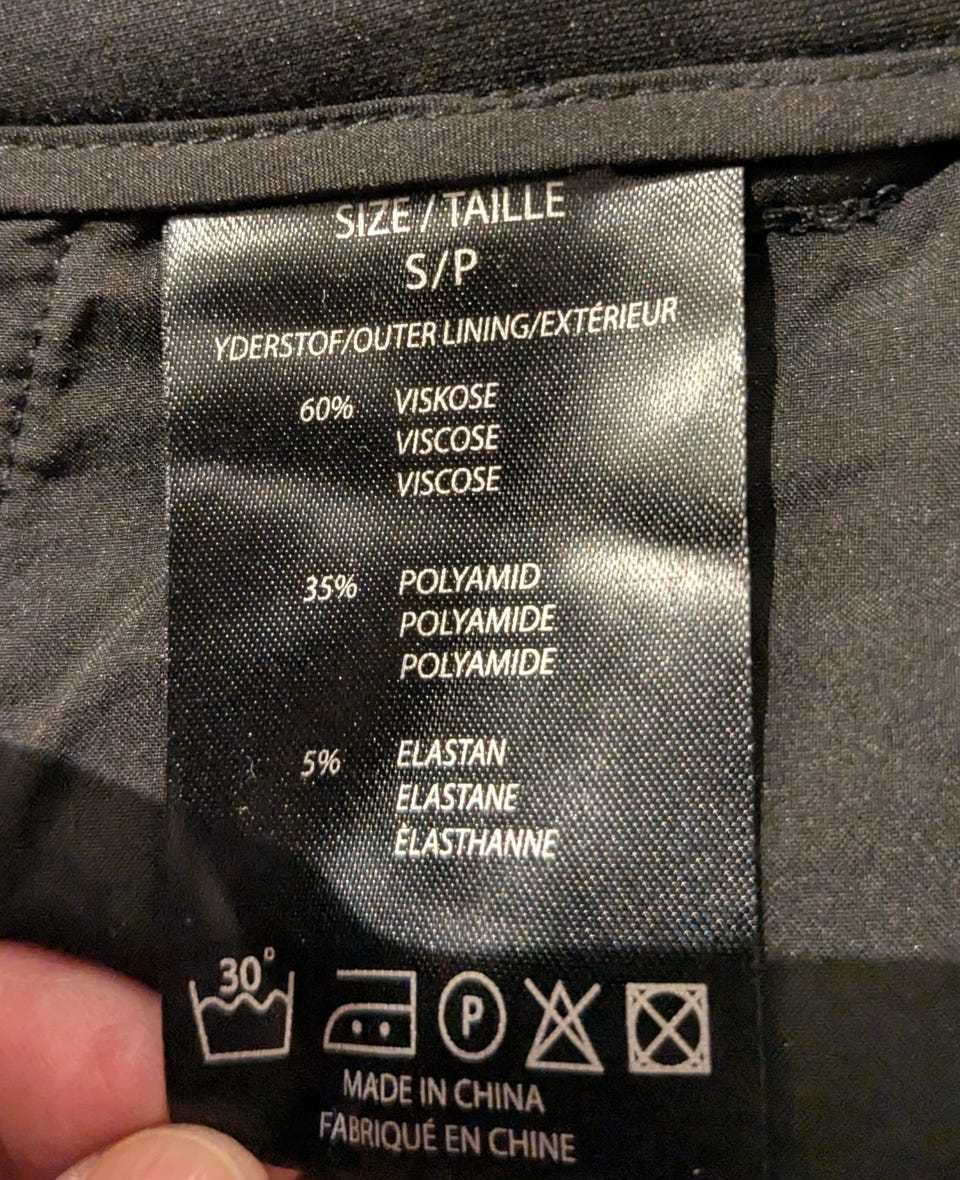 SIZE / TAILLE
S/P
YDERSTOF/OUTER LINING/EXTÉRIEUR
60% VISKOSE
VISCOSE
VISCOSE
35% POLYAMID
POLYAMIDE
POLYAMIDE
5% ELASTAN
ELASTANE
ÉLASTHANNE
30°
P
MADE IN CHINA
FABRIQUÉ EN CHINE